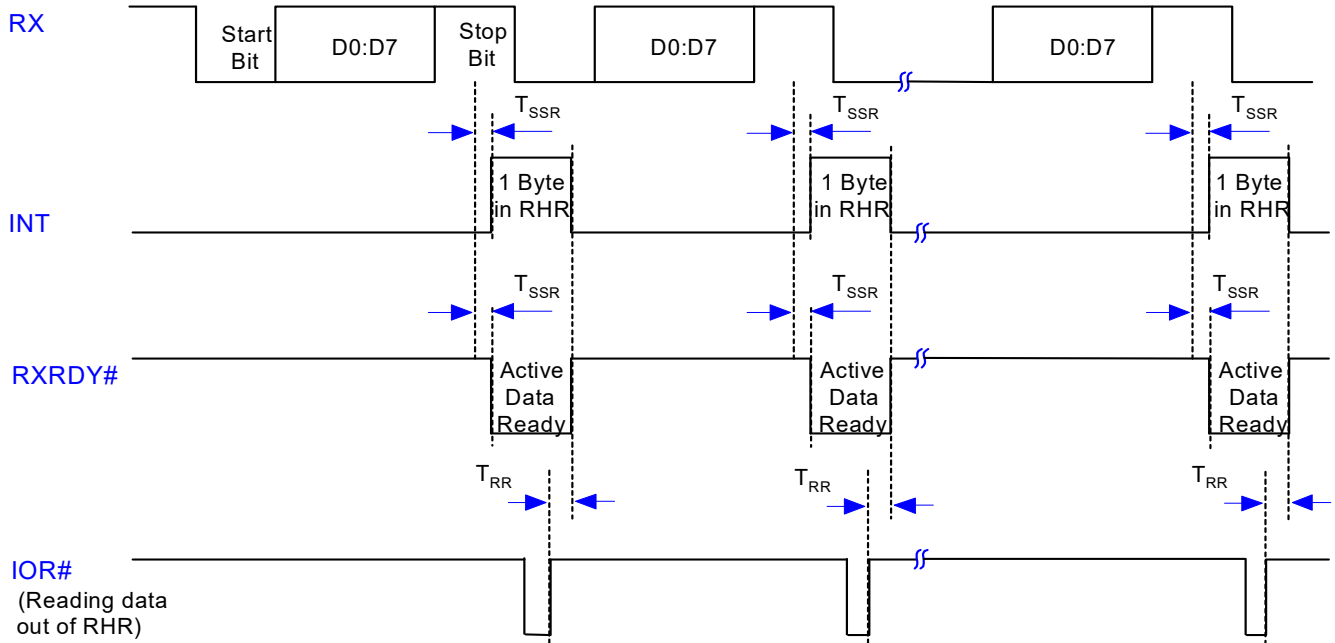 RX
Start
Bit
D0:D7
Stop
Bit
D0:D7
D0:D7
TSSR
TSSR
TSSR
INT
1 Byte
in RHR
1 Byte
in RHR
1 Byte
in RHR
TSSR
TSSR
TSSR
RXRDY#
Active
Data
Ready
Active
Data
Ready
Active
Data
Ready
TRR
TRR
TRR
IOR#
(Reading data
out of RHR)